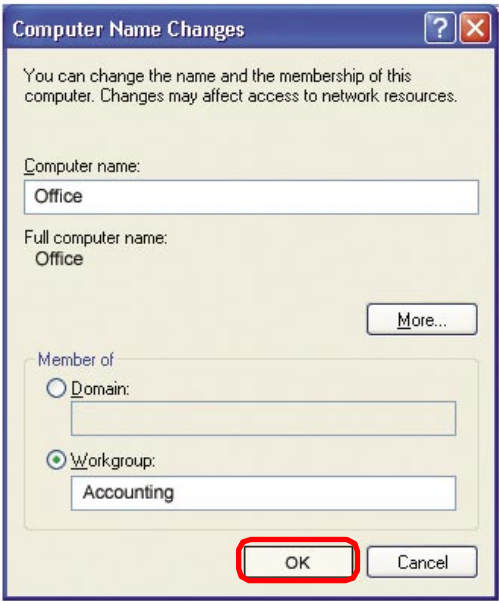 Computer Name Changes
You can change the name and the membership of this
computer. Changes may affect access to network resources.
Computer name:
Office
Full computer name:
Office
More...
Member of
Domain:
Workgroup:
Accounting
OK Cancel